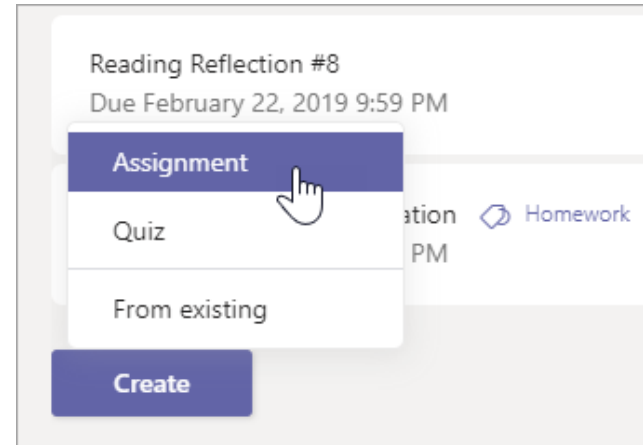 Reading Reflection #8
Due February 22, 2019 9:59 PM
Assignment
ation Homework
Quiz
PM
From existing
Create